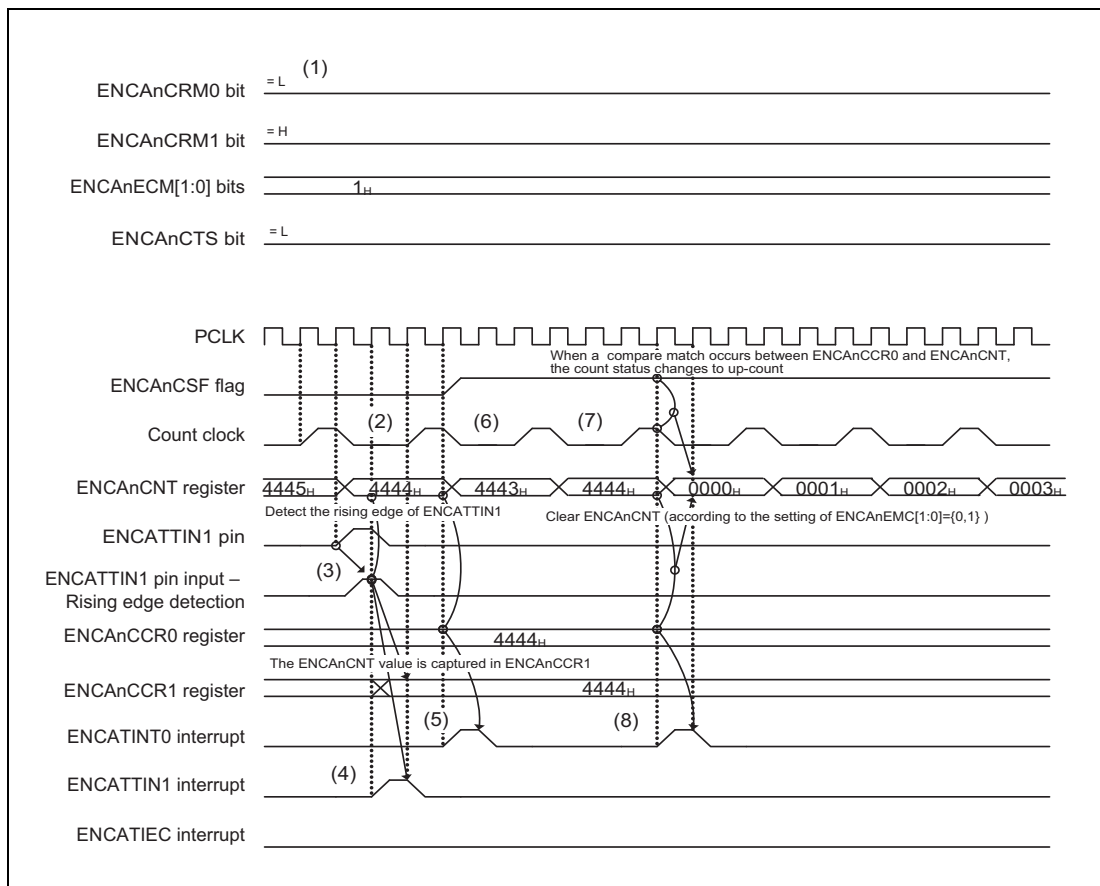 (1)
ENCAnCRM0 bit = L
ENCAnCRM1 bit = H
ENCAnECM[1:0] bits 1H
ENCAnCTS bit = L
PCLK
When a compare match occurs between ENCAnCCR0 and ENCAnCNT,
the count status changes to up-count
ENCAnCSF flag
(2) (6) (7)
Count clock
ENCAnCNT register 4445H 4444H 4443H 4444H 0000H 0001H 0002H 0003H
Detect the rising edge of ENCATTIN1 Clear ENCAnCNT (according to the setting of ENCAnEMC[1:0]={0,1} )
ENCATTIN1 pin
(3)
ENCATTIN1 pin input –
Rising edge detection
ENCAnCCR0 register 4444H
The ENCAnCNT value is captured in ENCAnCCR1
ENCAnCCR1 register 4444H
(5) (8)
ENCATINT0 interrupt
(4)
ENCATTIN1 interrupt
ENCATIEC interrupt